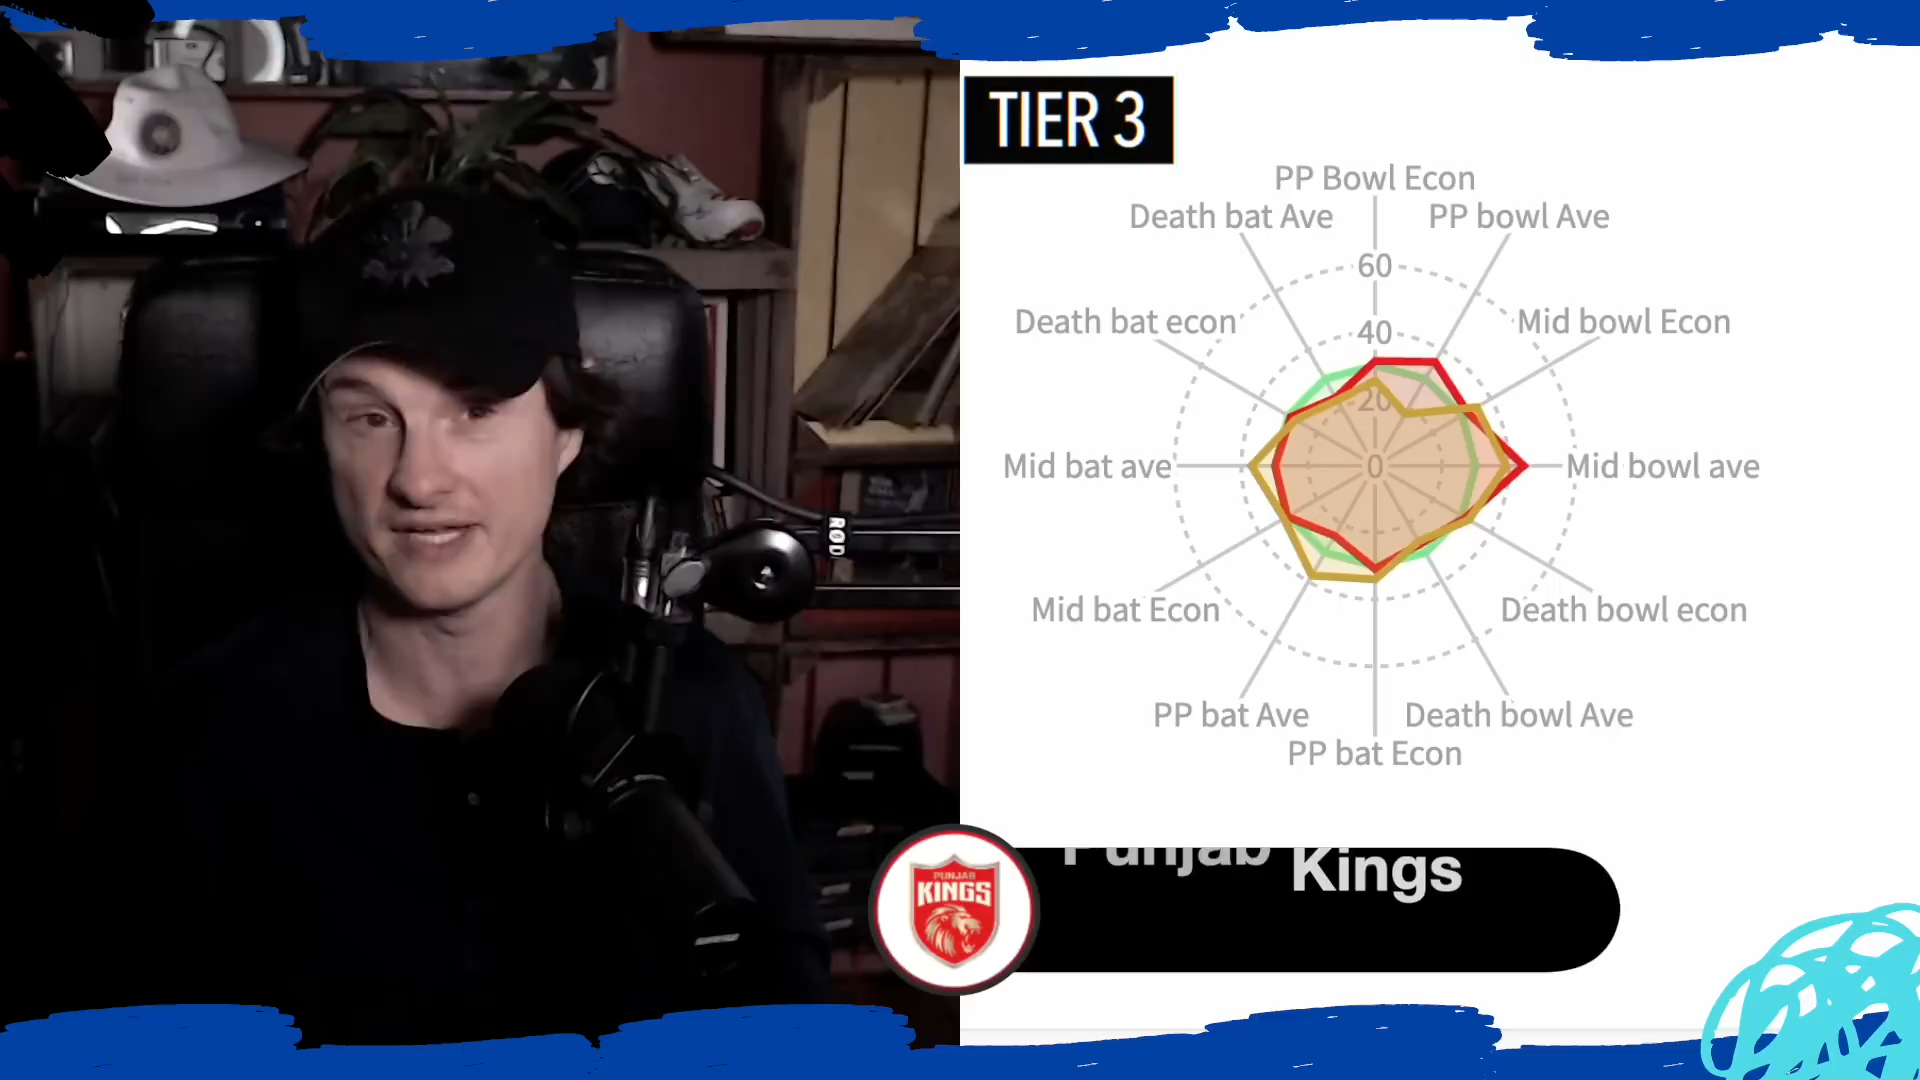 TIER 3
PP Bowl Econ
Death bat Ave
PP bowl Ave
60
Death bat econ
40
Mid bowl Econ
20
Mid bat ave
0
Mid bowl ave
Mid bat Econ
Death bowl econ
PP bat Ave
Death bowl Ave
PP bat Econ
RØD
Punjab Kings
PUNJAB
KINGS